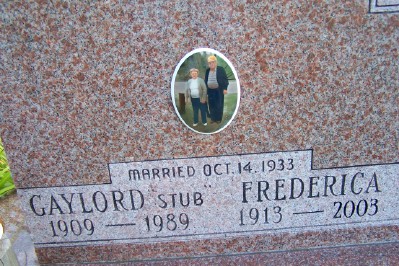 MARRIED OCT. 14. 1933
GAYLORD "STUB" FREDERICA
1909 — 1989 1913 — 2003